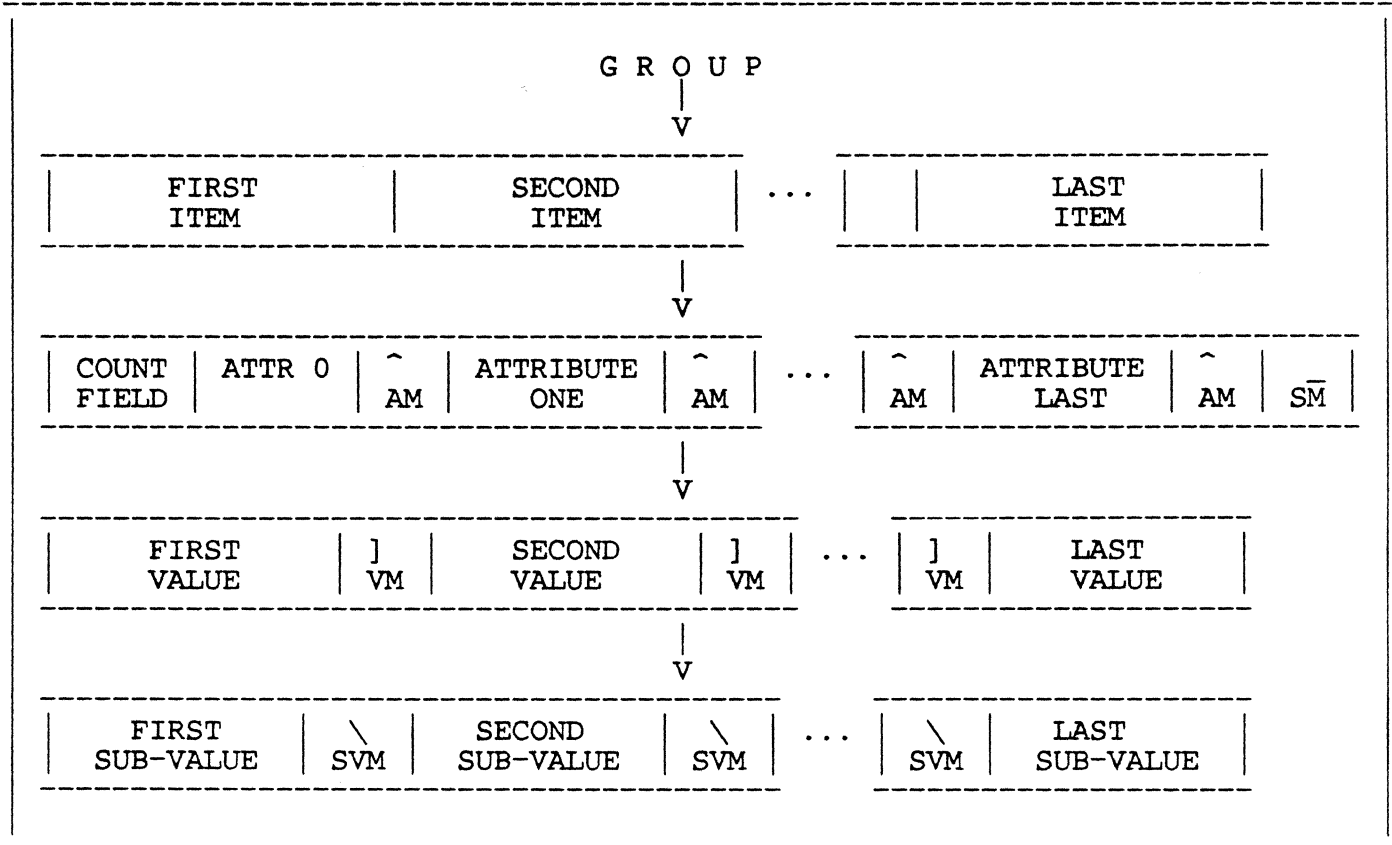 G R O U P
V
FIRST SECOND ... LAST
ITEM ITEM ITEM
V
COUNT ATTR 0 ^ ATTRIBUTE ^ ... ^ ATTRIBUTE ^ _
FIELD AM ONE AM AM LAST AM SM
V
FIRST ] SECOND ] ... ] LAST
VALUE VM VALUE VM VM VALUE
V
FIRST \ SECOND \ ... \ LAST
SUB-VALUE SVM SUB-VALUE SVM SVM SUB-VALUE